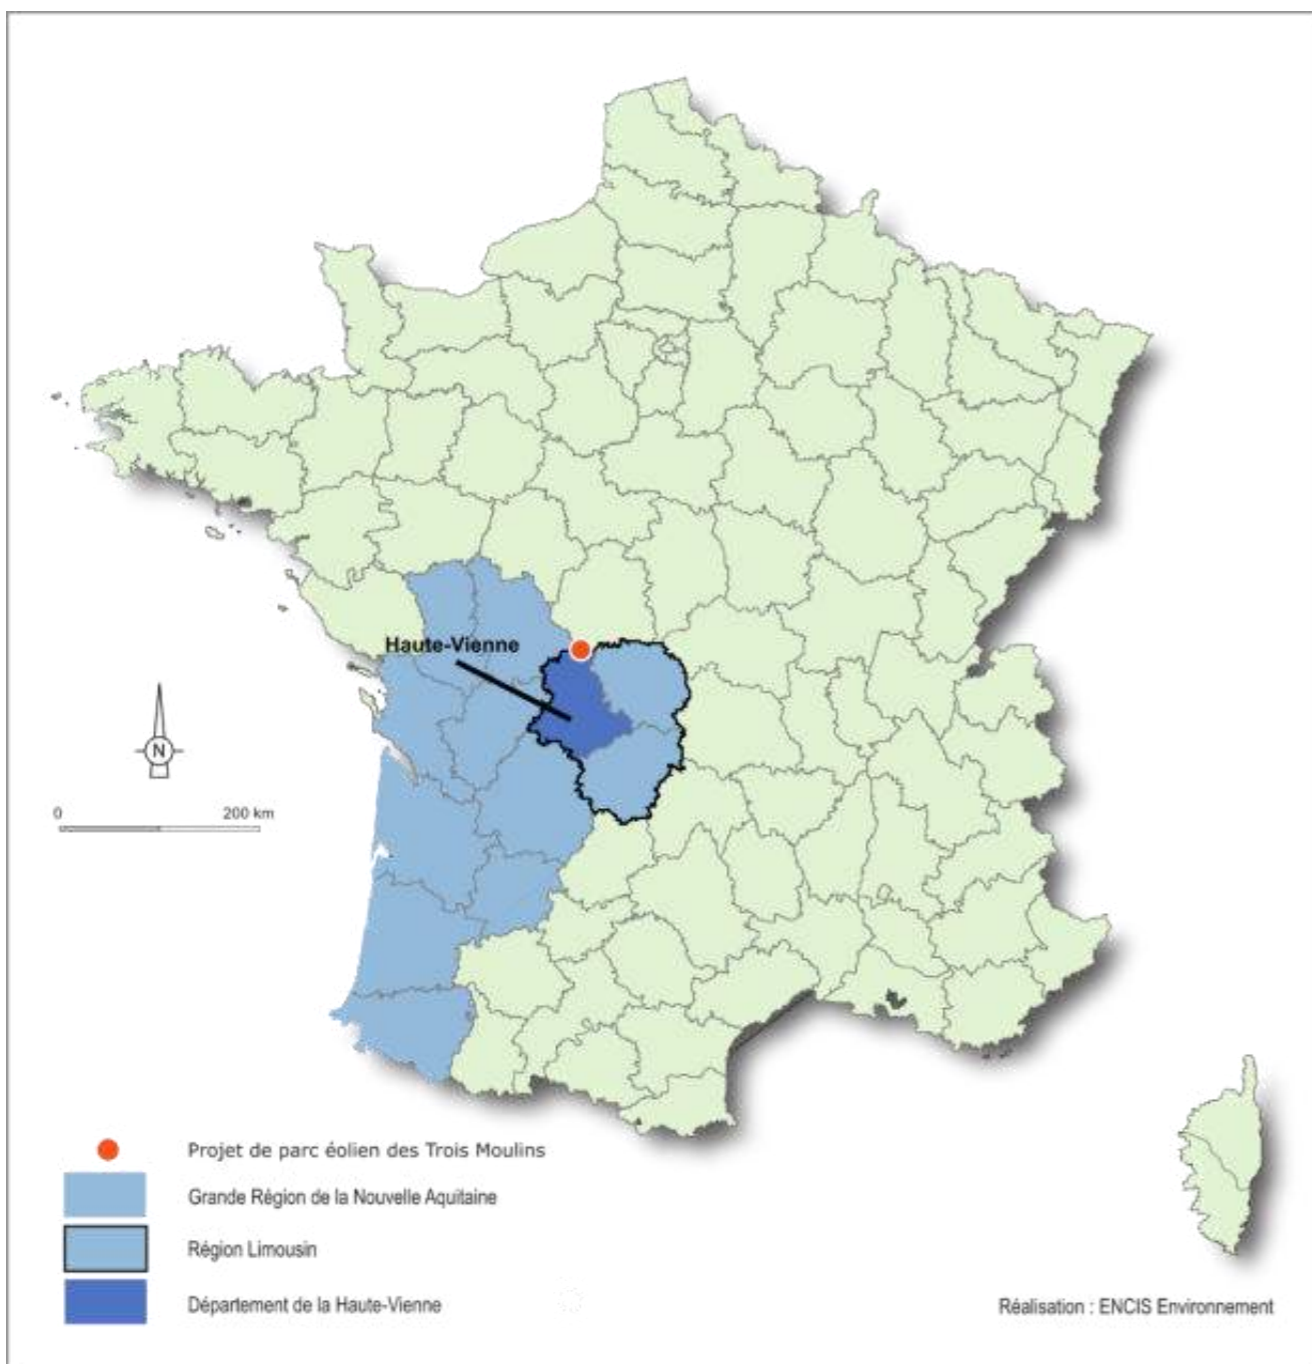 Haute-Vienne
N
0 200 km
Projet de parc éolien des Trois Moulins
Grande Région de la Nouvelle Aquitaine
Région Limousin
Département de la Haute-Vienne
Réalisation : ENCIS Environnement